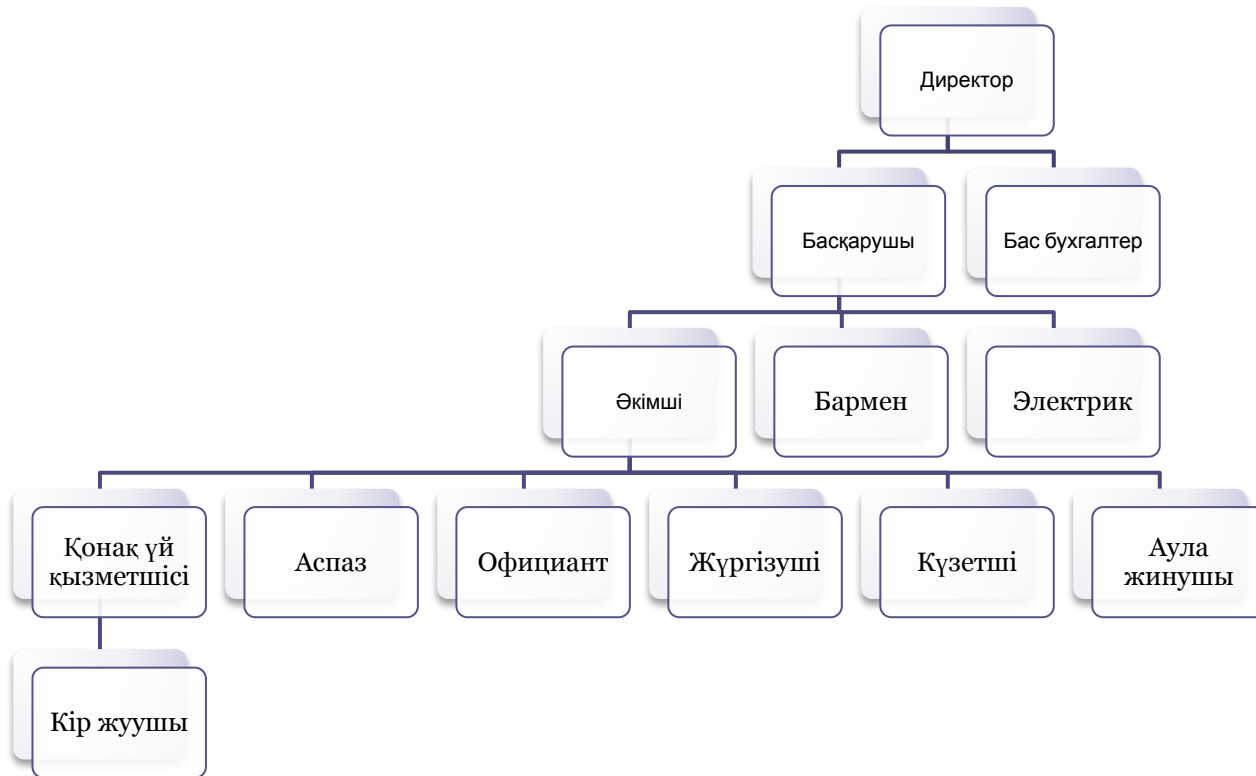 Директор
Басқарушы
Бас бухгалтер
Әкімші
Бармен
Электрик
Қонақ үй
қызметшісі
Аспаз
Официант
Жүргізуші
Күзетші
Аула
жинушы
Кір жуушы